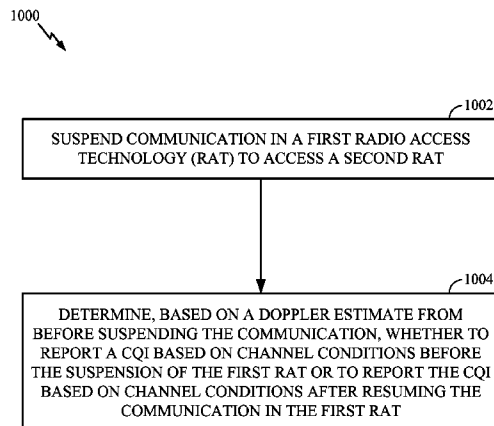 1000
1002
SUSPEND COMMUNICATION IN A FIRST RADIO ACCESS
TECHNOLOGY (RAT) TO ACCESS A SECOND RAT
1004
DETERMINE, BASED ON A DOPPLER ESTIMATE FROM
BEFORE SUSPENDING THE COMMUNICATION, WHETHER TO
REPORT A CQI BASED ON CHANNEL CONDITIONS BEFORE
THE SUSPENSION OF THE FIRST RAT OR TO REPORT THE CQI
BASED ON CHANNEL CONDITIONS AFTER RESUMING THE
COMMUNICATION IN THE FIRST RAT